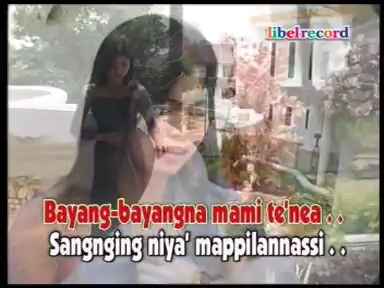 libelrecord
Bayang-bayangna mami te'nea . .
Sangnging niya' mappilannassi . .